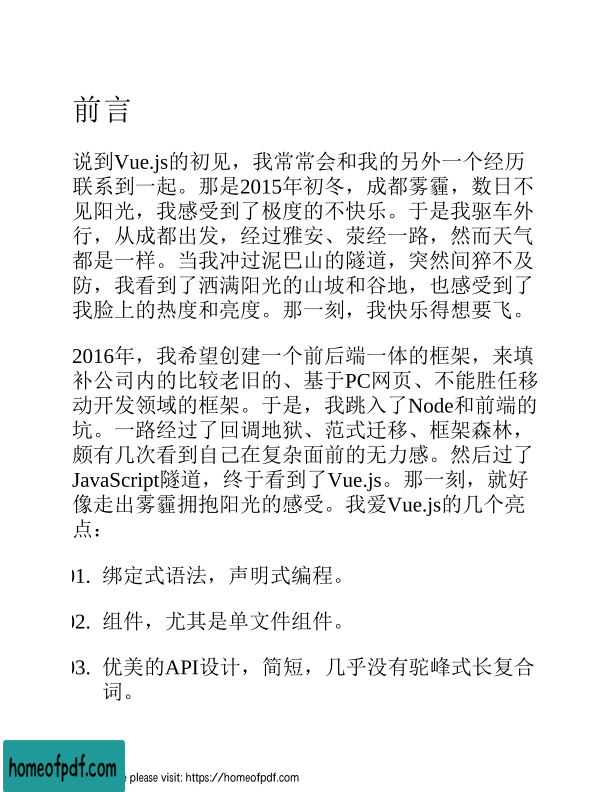 前言
说到Vue.js的初见，我常常会和我的另外一个经历
联系到一起。那是2015年初冬，成都雾霾，数日不
见阳光，我感受到了极度的不快乐。于是我驱车外
行，从成都出发，经过雅安、荥经一路，然而天气
都是一样。当我冲过泥巴山的隧道，突然间猝不及
防，我看到了洒满阳光的山坡和谷地，也感受到了
我脸上的热度和亮度。那一刻，我快乐得想要飞。
2016年，我希望创建一个前后端一体的框架，来填
补公司内的比较老旧的、基于PC网页、不能胜任移
动开发领域的框架。于是，我跳入了Node和前端的
坑。一路经过了回调地狱、范式迁移、框架森林，
颇有几次看到自己在复杂面前的无力感。然后过了
JavaScript隧道，终于看到了Vue.js。那一刻，就好
像走出雾霾拥抱阳光的感受。我爱Vue.js的几个亮
点：
01. 绑定式语法，声明式编程。
02. 组件，尤其是单文件组件。
03. 优美的API设计，简短，几乎没有驼峰式长复合
词。
homeofpdf.com
e please visit: https://homeofpdf.com